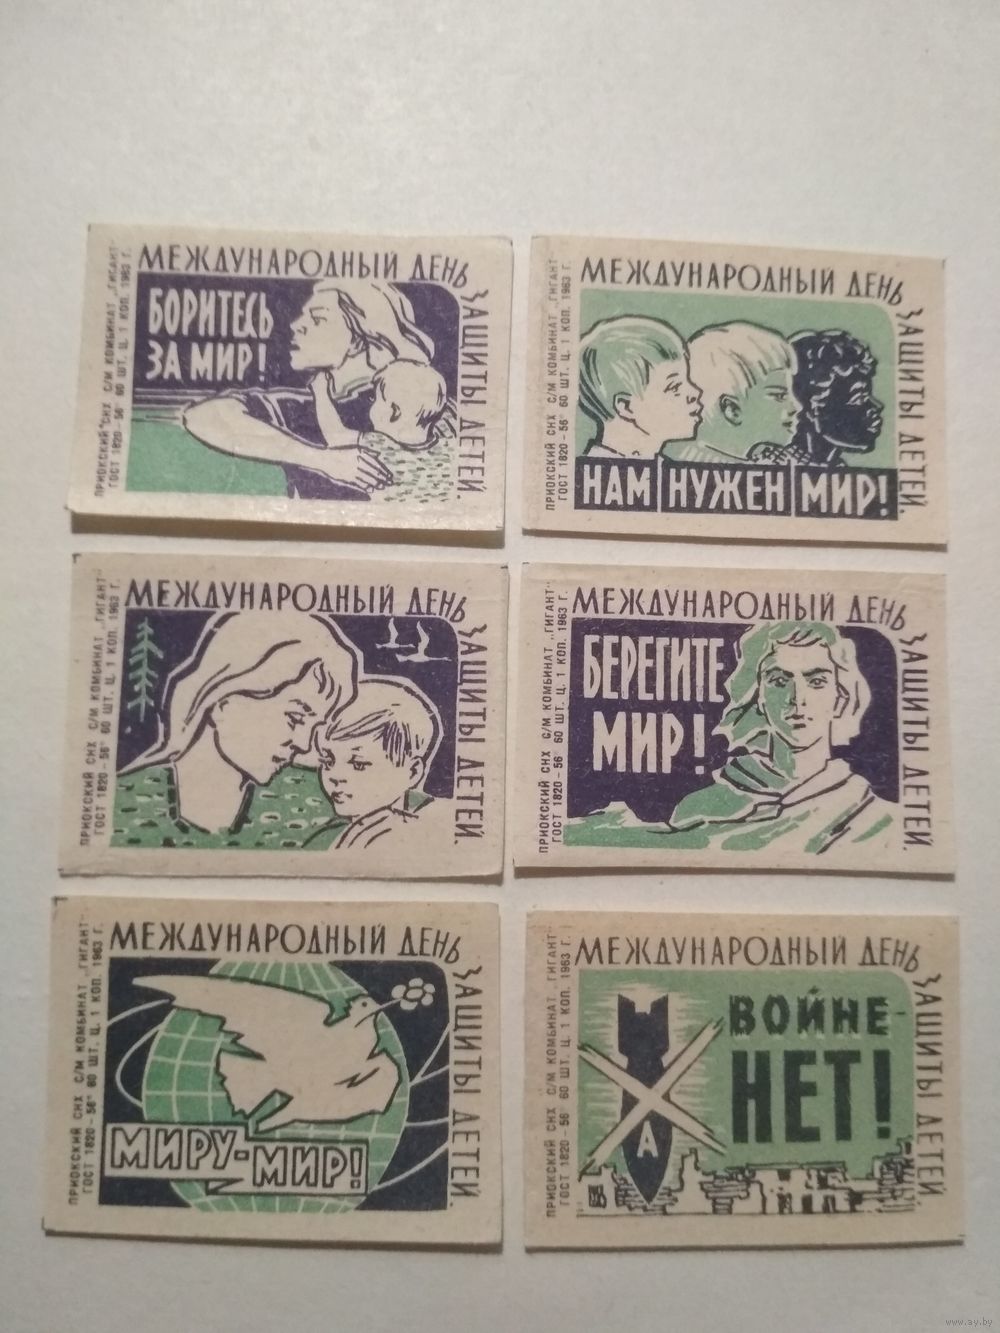 МЕЖДУНАРОДНЫЙ ДЕНЬ
ЗАЩИТЫ ДЕТЕЙ.
БОРИТЕСЬ
ЗА МИР!
ПРИОКСКИЙ СНХ С/М КОМБИНАТ „ГИГАНТ"
ГОСТ 1820-56 60 ШТ. Ц. 1 КОП. 1963 Г.
МЕЖДУНАРОДНЫЙ ДЕНЬ
ЗАЩИТЫ ДЕТЕЙ.
НАМ НУЖЕН МИР!
ПРИОКСКИЙ СНХ С/М КОМБИНАТ „ГИГАНТ"
ГОСТ 1820-56 60 ШТ. Ц. 1 КОП. 1963 Г.
МЕЖДУНАРОДНЫЙ ДЕНЬ
ЗАЩИТЫ ДЕТЕЙ.
ПРИОКСКИЙ СНХ С/М КОМБИНАТ „ГИГАНТ"
ГОСТ 1820-56 60 ШТ. Ц. 1 КОП. 1963 Г.
МЕЖДУНАРОДНЫЙ ДЕНЬ
ЗАЩИТЫ ДЕТЕЙ.
БЕРЕГИТЕ
МИР!
ПРИОКСКИЙ СНХ С/М КОМБИНАТ „ГИГАНТ"
ГОСТ 1820-56 60 ШТ. Ц. 1 КОП. 1963 Г.
МЕЖДУНАРОДНЫЙ ДЕНЬ
ЗАЩИТЫ ДЕТЕЙ.
МИРУ-МИР!
ПРИОКСКИЙ СНХ С/М КОМБИНАТ „ГИГАНТ"
ГОСТ 1820-56 60 ШТ. Ц. 1 КОП. 1963 Г.
МЕЖДУНАРОДНЫЙ ДЕНЬ
ЗАЩИТЫ ДЕТЕЙ
ВОЙНЕ-
НЕТ!
А
ПРИОКСКИЙ СНХ С/М КОМБИНАТ „ГИГАНТ"
ГОСТ 1820-56 60 ШТ. Ц. 1 КОП. 1963 Г.
www.ay.by